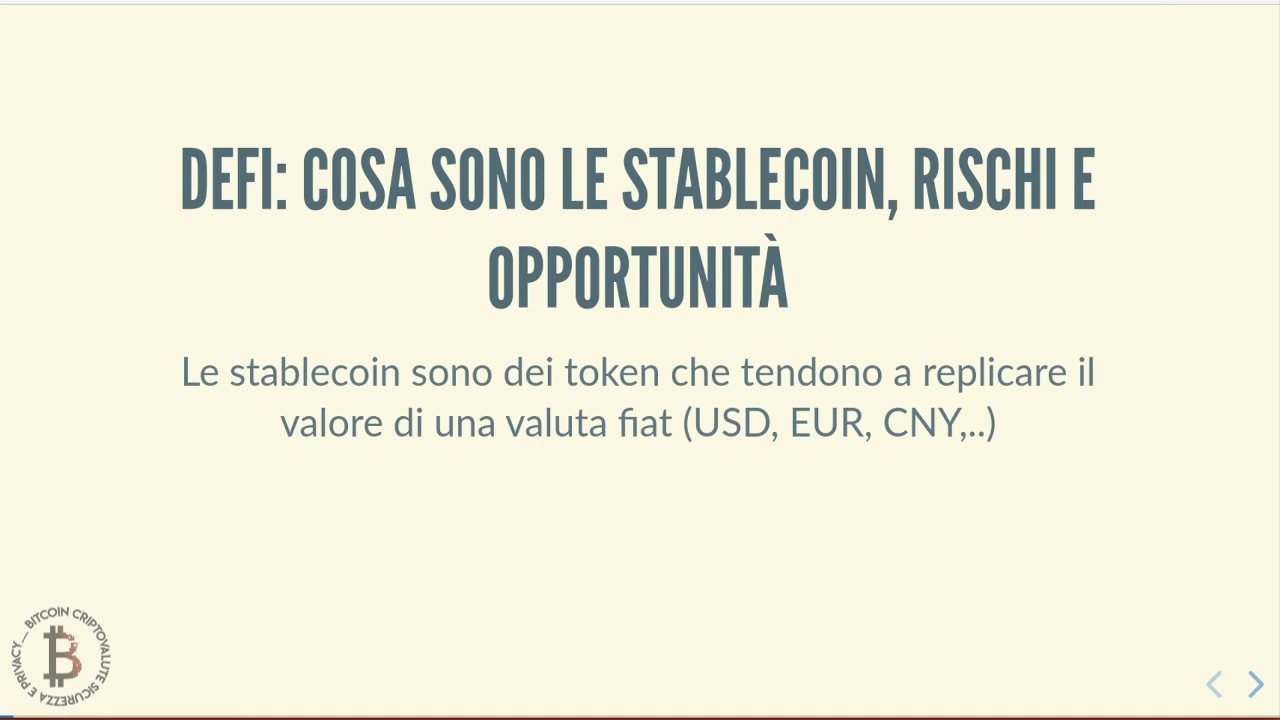 DEFI: COSA SONO LE STABLECOIN, RISCHI E
OPPORTUNITÀ
Le stablecoin sono dei token che tendono a replicare il
valore di una valuta fiat (USD, EUR, CNY,..)
BITCOIN CRIPTOVALUTE SICUREZZA E PRIVACY —